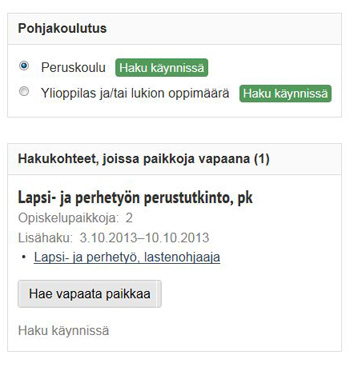 Pohjakoulutus
Peruskoulu Haku käynnissä
Ylioppilas ja/tai lukion oppimäärä Haku käynnissä
Hakukohteet, joissa paikkoja vapaana (1)
Lapsi- ja perhetyön perustutkinto, pk
Opiskelupaikkoja: 2
Lisähaku: 3.10.2013–10.10.2013
• Lapsi- ja perhetyö, lastenohjaaja
Hae vapaata paikkaa
Haku käynnissä